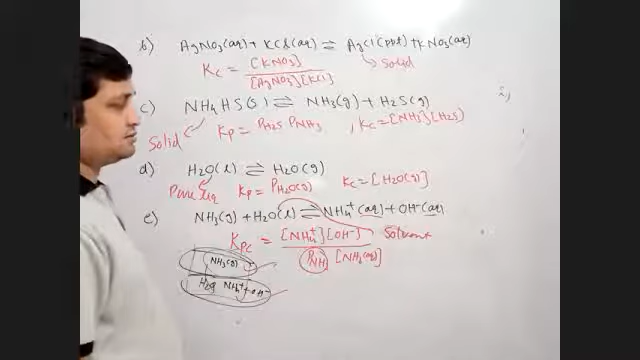 b) AgNO3(aq) + KCl(aq) ⇌ AgCl(ppt) + KNO3(aq)
Kc = [KNO3] / [AgNO3][KCl]
Solid
c) NH4HS(s) ⇌ NH3(g) + H2S(g)
Solid Kp = PH2S PNH3 , Kc = [NH3][H2S]
d) H2O(l) ⇌ H2O(g)
Pure liq Kp = PH2O(g) Kc = [H2O(g)]
e) NH3(g) + H2O(l) ⇌ NH4+(aq) + OH-(aq)
Kpc = [NH4+][OH-] / PNH3 [NH3(aq)]
Solvent
NH3(g)
NH4+ + OH-